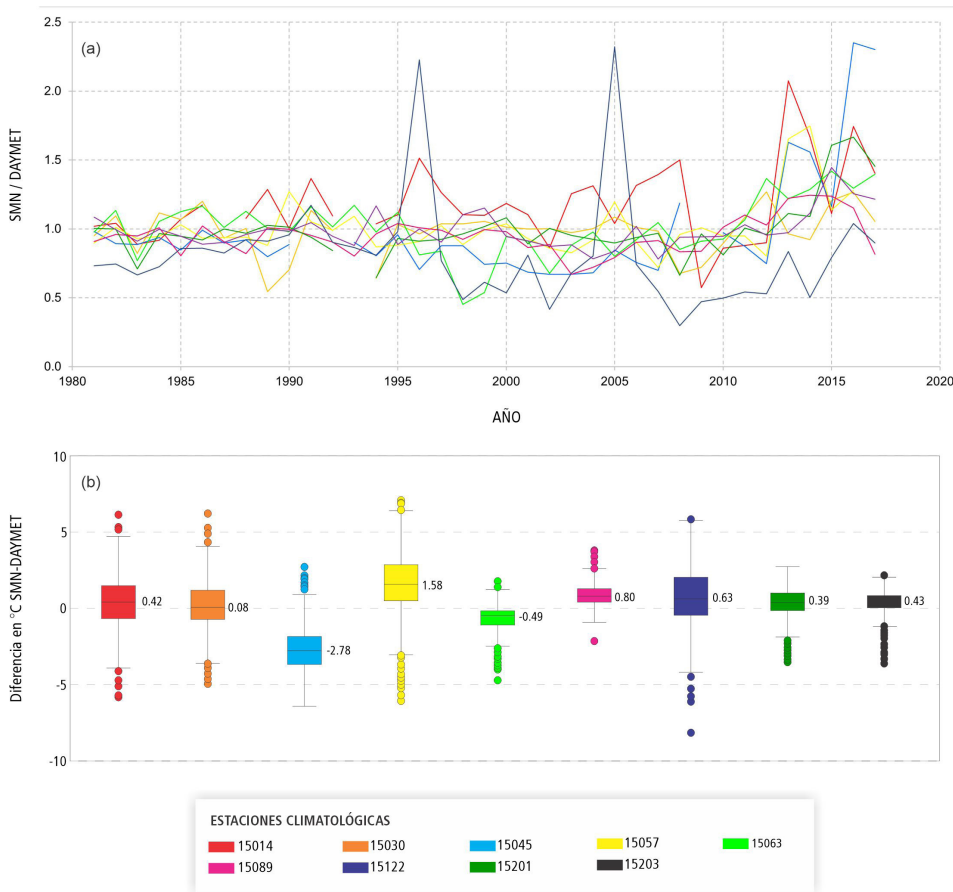 2.5
(a)
2.0
1.5
1.0
0.5
0.0
SMN / DAYMET
1980 1985 1990 1995 2000 2005 2010 2015 2020
AÑO
10
(b)
5
0
-5
-10
Diferencia en °C SMN-DAYMET
0.42 0.08 -2.78 1.58 -0.49 0.80 0.63 0.39 0.43
ESTACIONES CLIMATOLÓGICAS
15014 15030 15045 15057 15063
15089 15122 15201 15203